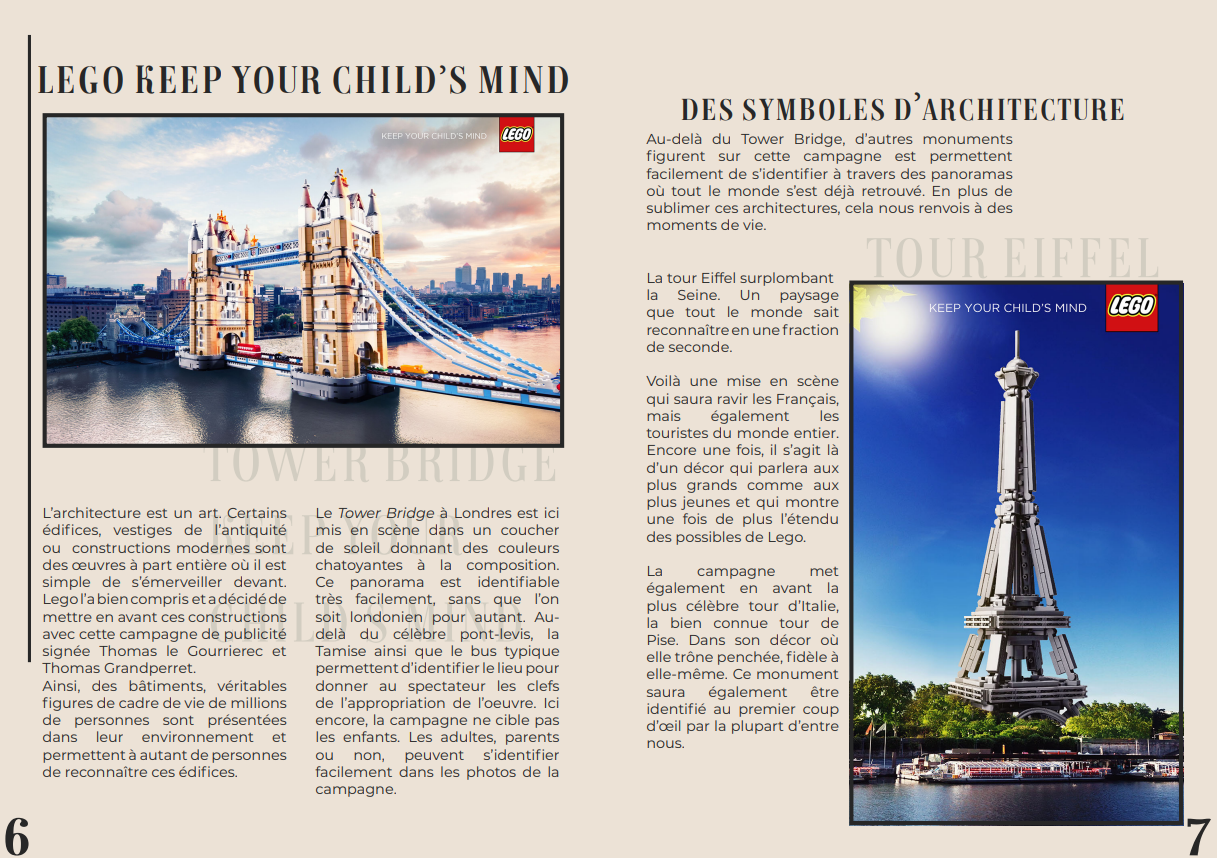 LEGO KEEP YOUR CHILD'S MIND
KEEP YOUR CHILD'S MIND
LEGO
TOWER BRIDGE
KEEP YOUR
CHILD'S MIND
L'architecture est un art. Certains
édifices, vestiges de l'antiquité
ou constructions modernes sont
des œuvres à part entière où il est
simple de s'émerveiller devant.
Lego l'a bien compris et a décidé de
mettre en avant ces constructions
avec cette campagne de publicité
signée Thomas le Gourrierec et
Thomas Grandperret.
Ainsi, des bâtiments, véritables
figures de cadre de vie de millions
de personnes sont présentées
dans leur environnement et
permettent à autant de personnes
de reconnaître ces édifices.
Le Tower Bridge à Londres est ici
mis en scène dans un coucher
de soleil donnant des couleurs
chatoyantes à la composition.
Ce panorama est identifiable
très facilement, sans que l'on
soit londonien pour autant. Au-
delà du célèbre pont-levis, la
Tamise ainsi que le bus typique
permettent d'identifier le lieu pour
donner au spectateur les clefs
de l'appropriation de l'oeuvre. Ici
encore, la campagne ne cible pas
les enfants. Les adultes, parents
ou non, peuvent s'identifier
facilement dans les photos de la
campagne.
6
DES SYMBOLES D'ARCHITECTURE
Au-delà du Tower Bridge, d'autres monuments
figurent sur cette campagne est permettent
facilement de s'identifier à travers des panoramas
où tout le monde s'est déjà retrouvé. En plus de
sublimer ces architectures, cela nous renvois à des
moments de vie.
TOUR EIFFEL
La tour Eiffel surplombant
la Seine. Un paysage
que tout le monde sait
reconnaître en une fraction
de seconde.
Voilà une mise en scène
qui saura ravir les Français,
mais également les
touristes du monde entier.
Encore une fois, il s'agit là
d'un décor qui parlera aux
plus grands comme aux
plus jeunes et qui montre
une fois de plus l'étendu
des possibles de Lego.
La campagne met
également en avant la
plus célèbre tour d'Italie,
la bien connue tour de
Pise. Dans son décor où
elle trône penchée, fidèle à
elle-même. Ce monument
saura également être
identifié au premier coup
d'œil par la plupart d'entre
nous.
KEEP YOUR CHILD'S MIND
LEGO
7